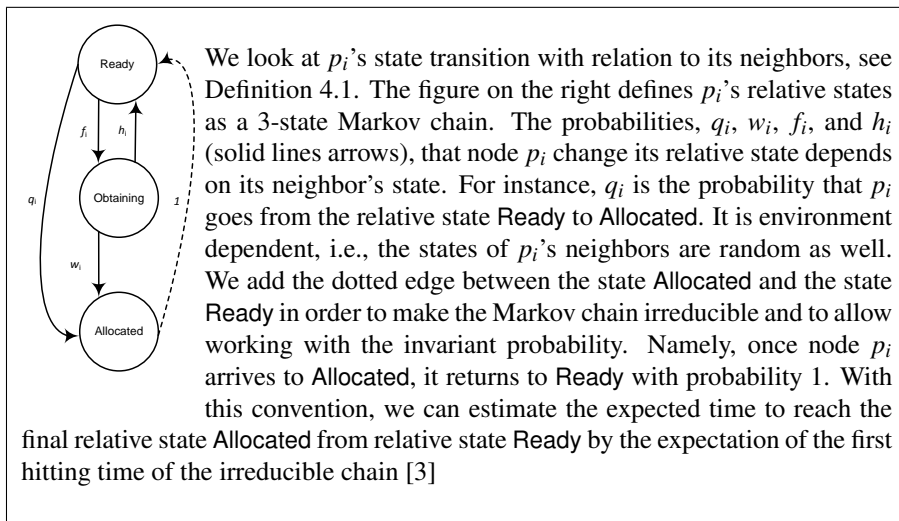 Ready
f_i
h_i
q_i
Obtaining
1
w_i
Allocated
We look at p_i's state transition with relation to its neighbors, see
Definition 4.1. The figure on the right defines p_i's relative states
as a 3-state Markov chain. The probabilities, q_i, w_i, f_i, and h_i
(solid lines arrows), that node p_i change its relative state depends
on its neighbor's state. For instance, q_i is the probability that p_i
goes from the relative state Ready to Allocated. It is environment
dependent, i.e., the states of p_i's neighbors are random as well.
We add the dotted edge between the state Allocated and the state
Ready in order to make the Markov chain irreducible and to allow
working with the invariant probability. Namely, once node p_i
arrives to Allocated, it returns to Ready with probability 1. With
this convention, we can estimate the expected time to reach the
final relative state Allocated from relative state Ready by the expectation of the first
hitting time of the irreducible chain [3]